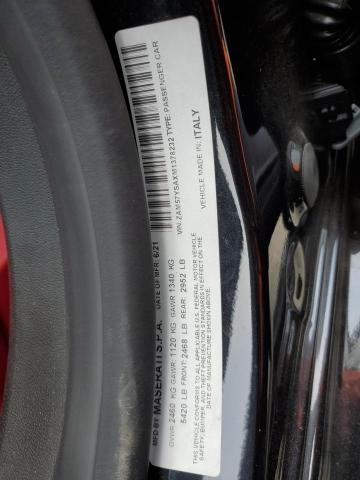 MFD BY MASERATI S.P.A. DATE OF MFR: 6/21 VIN: ZAM57YSAXM1378232 TYPE: PASSENGER CAR
GVWR 2460 KG GAWR: 1120 KG GAWR 1340 KG
5420 LB FRONT: 2468 LB REAR: 2952 LB VEHICLE MADE IN: ITALY
THIS VEHICLE CONFORMS TO ALL APPLICABLE U.S. FEDERAL MOTOR VEHICLE
SAFETY, BUMPER, AND THEFT PREVENTION STANDARDS IN EFFECT ON THE
DATE OF MANUFACTURE SHOWN ABOVE.